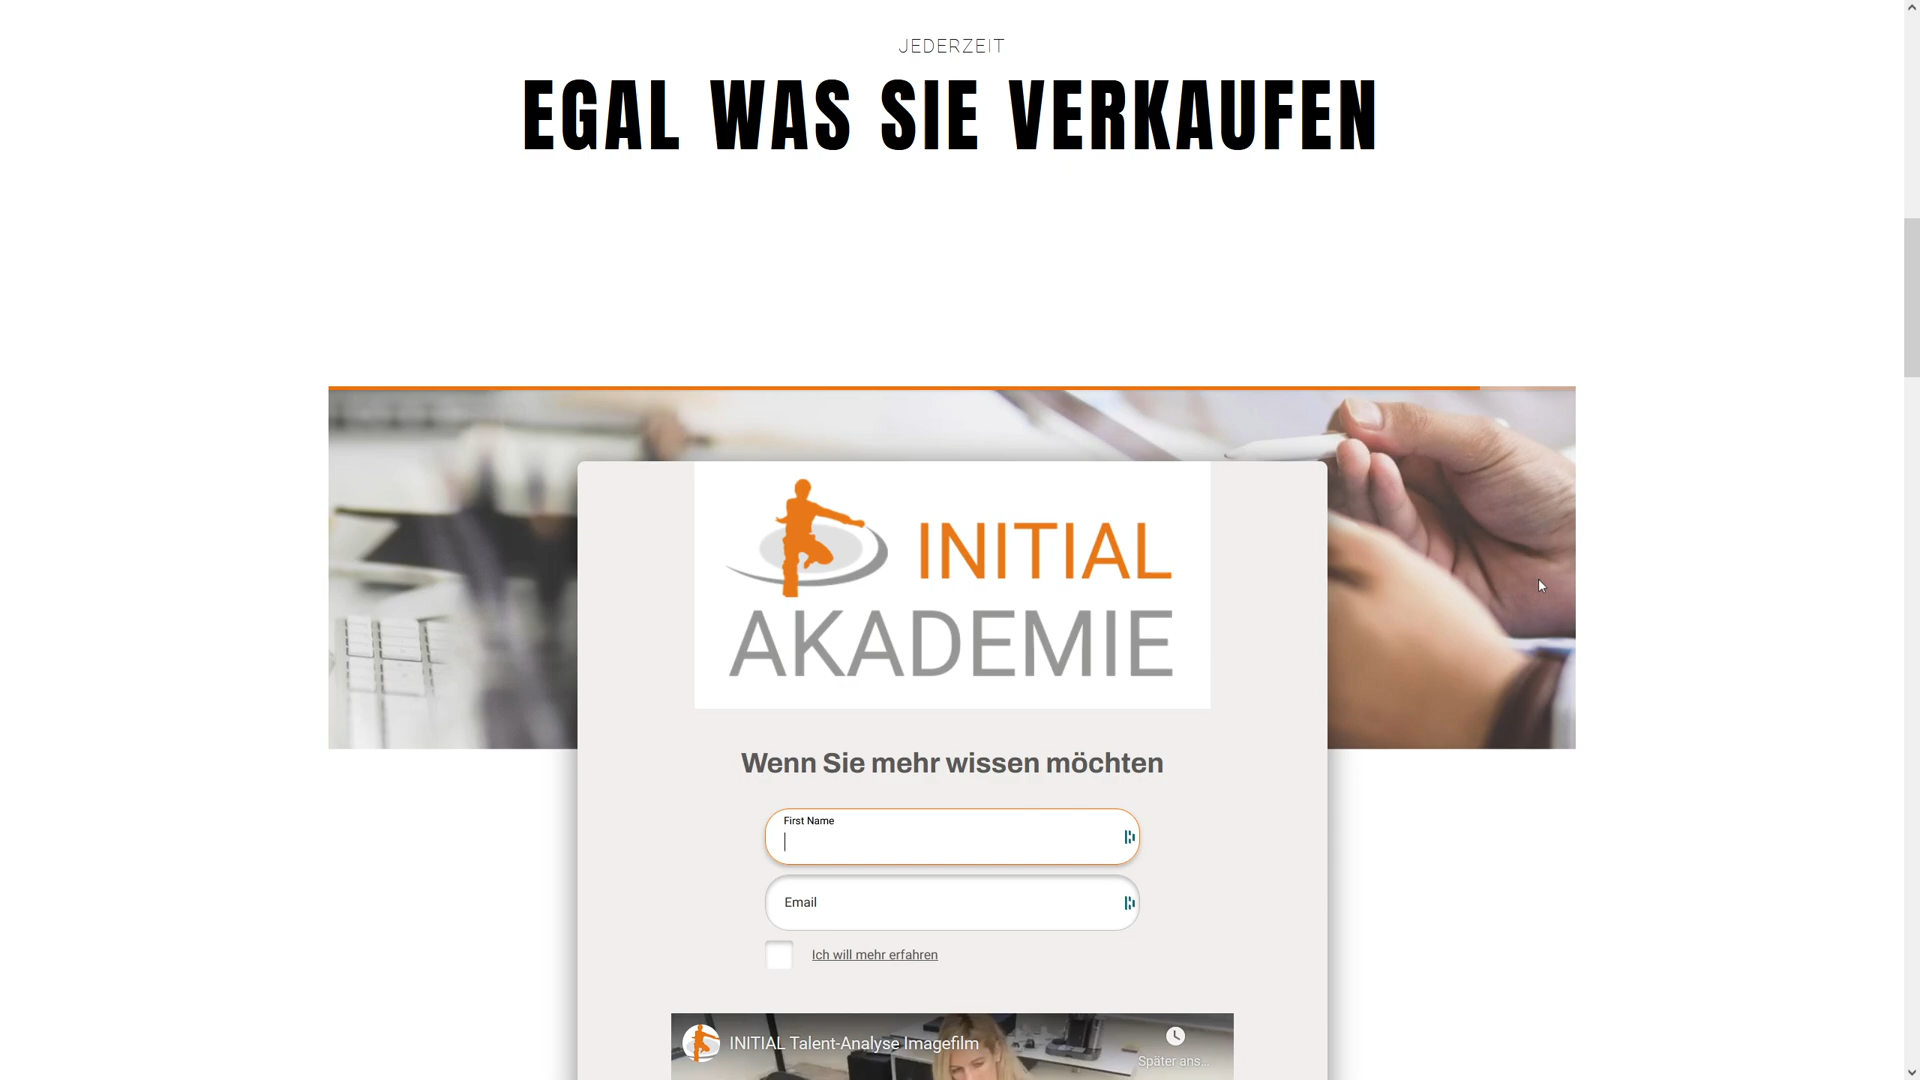 JEDERZEIT
EGAL WAS SIE VERKAUFEN
INITIAL
AKADEMIE
Wenn Sie mehr wissen möchten
First Name
Email
Ich will mehr erfahren
INITIAL Talent-Analyse Imagefilm
Später ans...